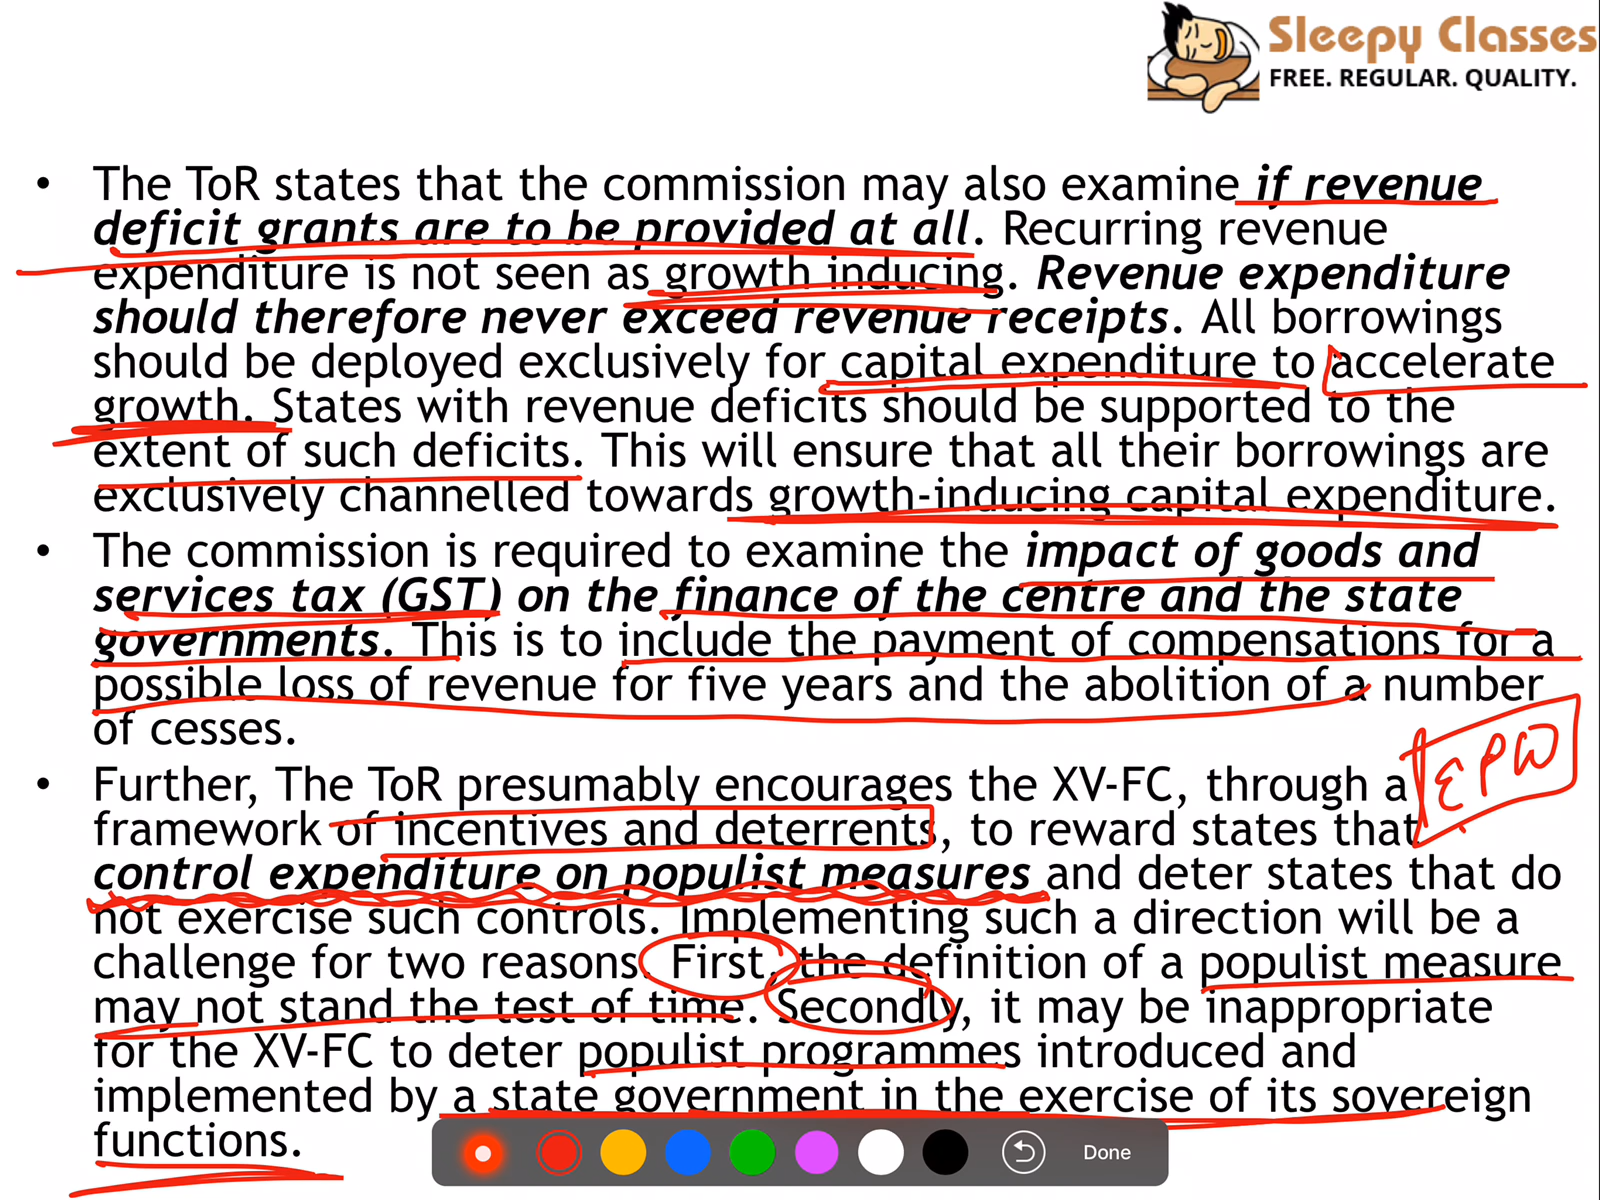 Sleepy Classes
FREE. REGULAR. QUALITY.
• The ToR states that the commission may also examine if revenue
deficit grants are to be provided at all. Recurring revenue
expenditure is not seen as growth inducing. Revenue expenditure
should therefore never exceed revenue receipts. All borrowings
should be deployed exclusively for capital expenditure to accelerate
growth. States with revenue deficits should be supported to the
extent of such deficits. This will ensure that all their borrowings are
exclusively channelled towards growth-inducing capital expenditure.
• The commission is required to examine the impact of goods and
services tax (GST) on the finance of the centre and the state
governments. This is to include the payment of compensations for a
possible loss of revenue for five years and the abolition of a number
of cesses.
• Further, The ToR presumably encourages the XV-FC, through a
framework of incentives and deterrents, to reward states that
EPW
control expenditure on populist measures and deter states that do
not exercise such controls. Implementing such a direction will be a
challenge for two reasons. First, the definition of a populist measure
may not stand the test of time. Secondly, it may be inappropriate
for the XV-FC to deter populist programmes introduced and
implemented by a state government in the exercise of its sovereign
functions.
Done